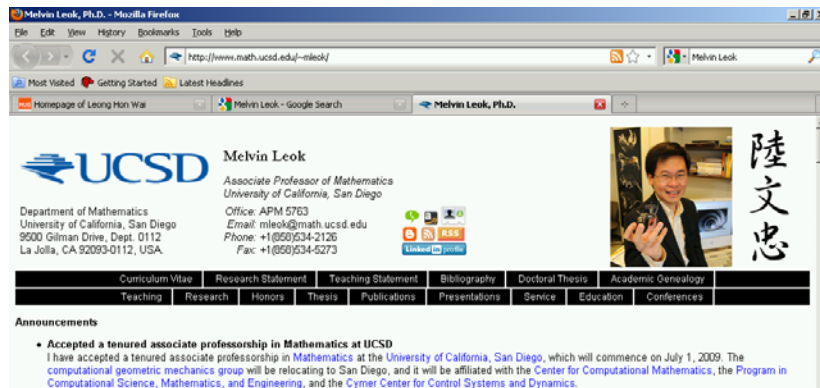 Melvin Leok, Ph.D. - Mozilla Firefox
File Edit View History Bookmarks Tools Help
http://www.math.ucsd.edu/~mleok/
Melvin Leok
Most Visited Getting Started Latest Headlines
Homepage of Leong Hon Wai Melvin Leok - Google Search Melvin Leok, Ph.D.
UCSD
Melvin Leok
Associate Professor of Mathematics
University of California, San Diego
Department of Mathematics
University of California, San Diego
9500 Gilman Drive, Dept. 0112
La Jolla, CA 92093-0112, USA
Office: APM 5763
Email: mleok@math.ucsd.edu
Phone: +1(858)534-2126
Fax: +1(858)534-5273
RSS
Linked in profile
陸文忠
Curriculum Vitae Research Statement Teaching Statement Bibliography Doctoral Thesis Academic Genealogy
Teaching Research Honors Thesis Publications Presentations Service Education Conferences
Announcements
• Accepted a tenured associate professorship in Mathematics at UCSD
I have accepted a tenured associate professorship in Mathematics at the University of California, San Diego, which will commence on July 1, 2009. The
computational geometric mechanics group will be relocating to San Diego, and it will be affiliated with the Center for Computational Mathematics, the Program in
Computational Science, Mathematics, and Engineering, and the Cymer Center for Control Systems and Dynamics.